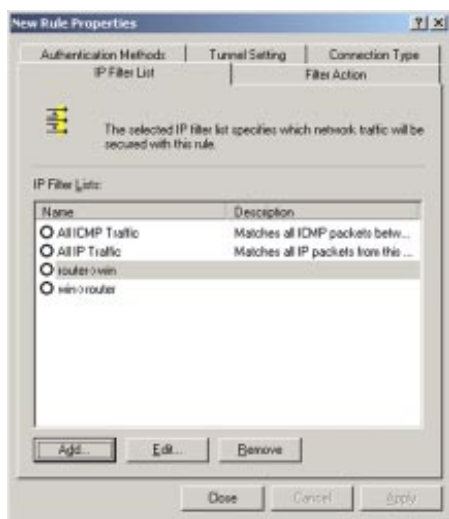 New Rule Properties
Authentication Methods
Tunnel Setting
Connection Type
IP Filter List
Filter Action
The selected IP filter list specifies which network traffic will be
secured with this rule.
IP Filter Lists:
Name
Description
All ICMP Traffic
Matches all ICMP packets betw...
All IP Traffic
Matches all IP packets from this ...
router->win
win->router
Add...
Edit...
Remove
Close
Cancel
Apply